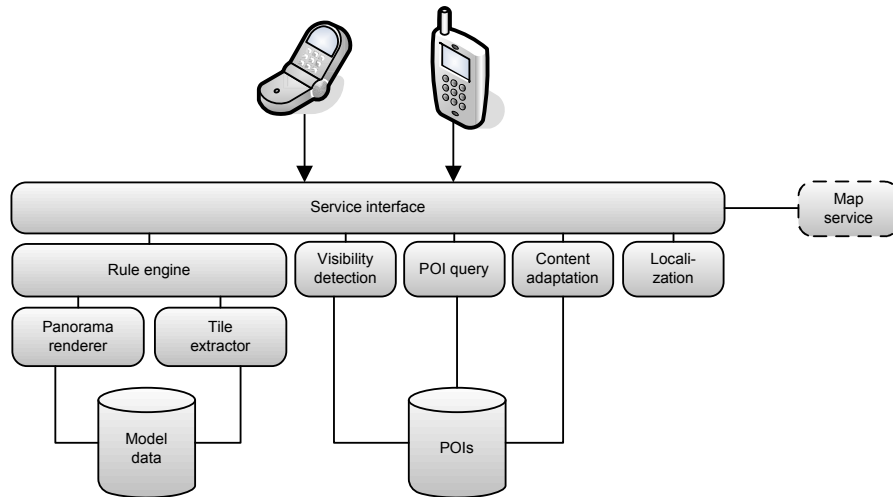 Service interface
Map
service
Rule engine
Visibility
detection
POI query
Content
adaptation
Locali-
zation
Panorama
renderer
Tile
extractor
Model
data
POIs